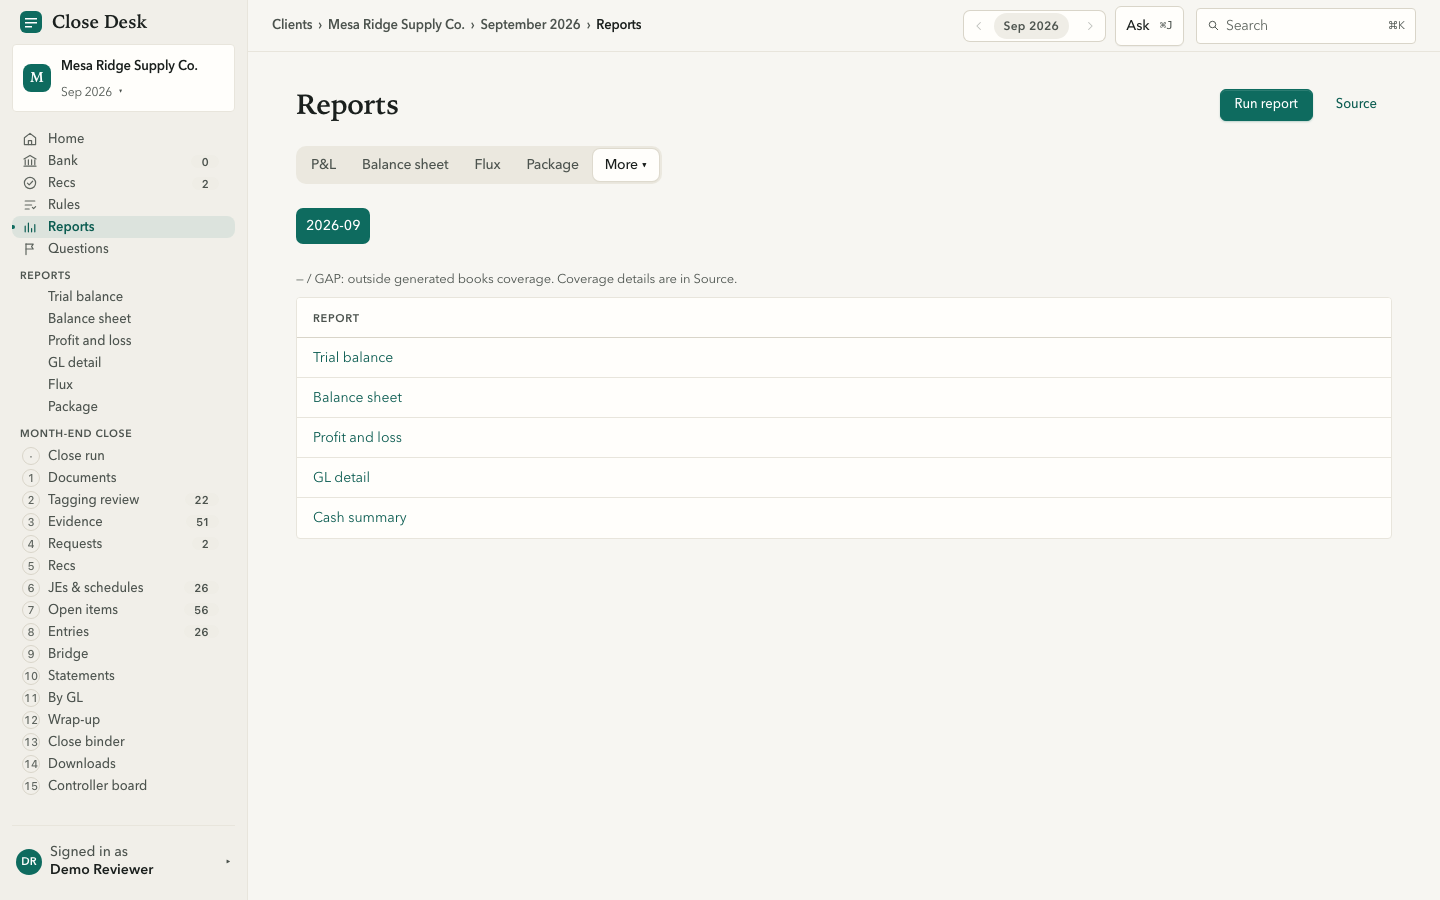 Close Desk
M
Mesa Ridge Supply Co.
Sep 2026 ▾
Home
Bank 0
Recs 2
Rules
Reports
Questions
REPORTS
Trial balance
Balance sheet
Profit and loss
GL detail
Flux
Package
MONTH-END CLOSE
· Close run
1 Documents
2 Tagging review 22
3 Evidence 51
4 Requests 2
5 Recs
6 JEs & schedules 26
7 Open items 56
8 Entries 26
9 Bridge
10 Statements
11 By GL
12 Wrap-up
13 Close binder
14 Downloads
15 Controller board
DR
Signed in as
Demo Reviewer ▸
Clients › Mesa Ridge Supply Co. › September 2026 › Reports
‹ Sep 2026 ›
Ask ⌘J
Search ⌘K
Reports
Run report
Source
P&L Balance sheet Flux Package More ▾
2026-09
— / GAP: outside generated books coverage. Coverage details are in Source.
REPORT
Trial balance
Balance sheet
Profit and loss
GL detail
Cash summary